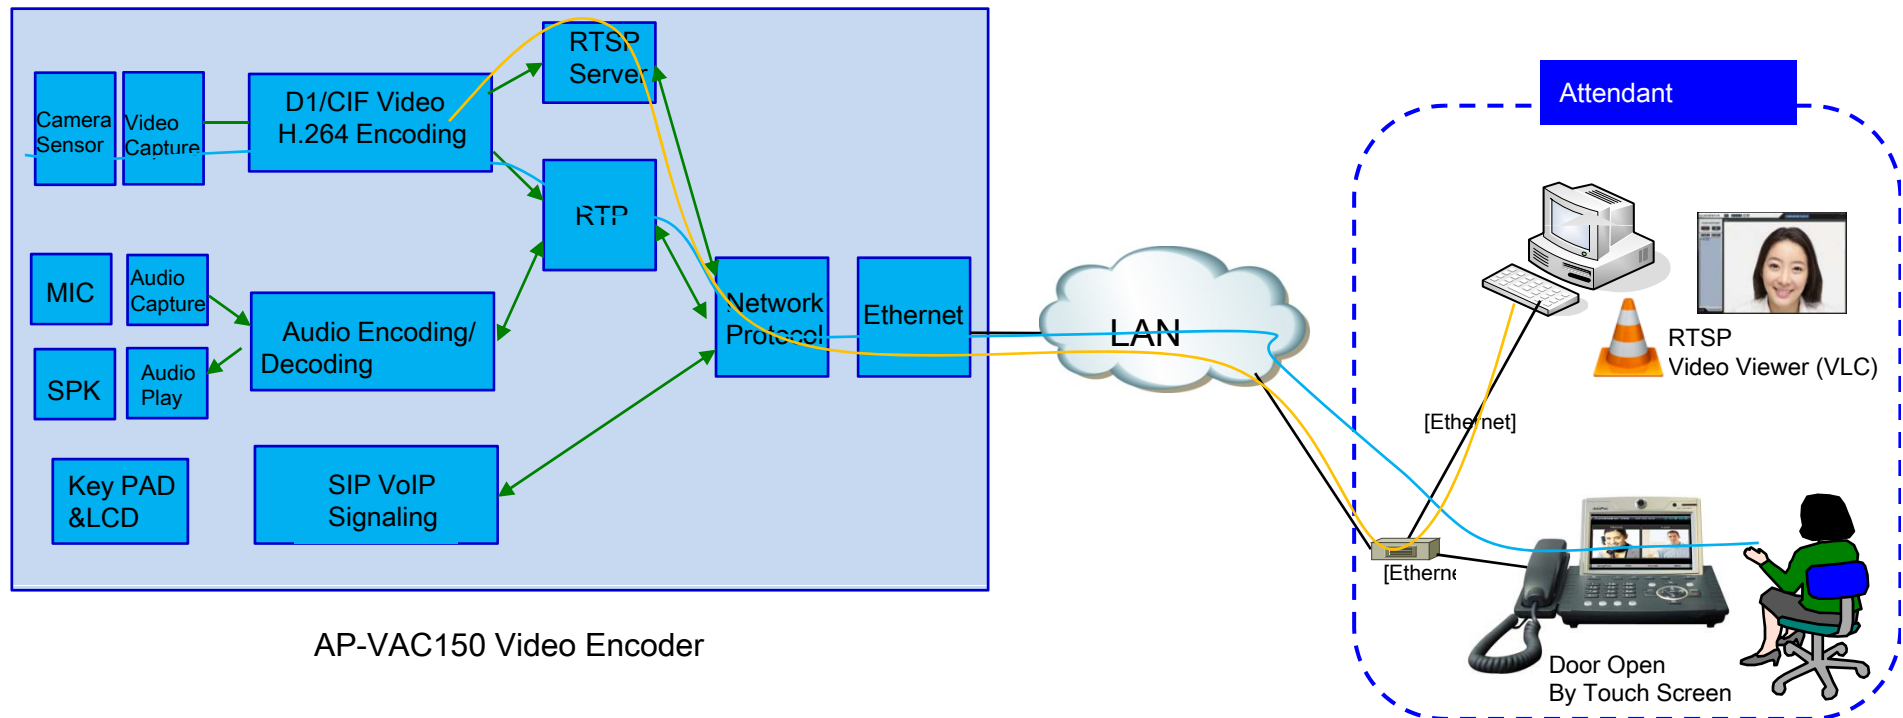 RTSP
Server
Camera
Sensor
Video
Capture
D1/CIF Video
H.264 Encoding
RTP
MIC
Audio
Capture
Audio Encoding/
Decoding
SPK
Audio
Play
Network
Protocol
Ethernet
Key PAD
&LCD
SIP VoIP
Signaling
AP-VAC150 Video Encoder
LAN
Attendant
RTSP
Video Viewer (VLC)
[Ethernet]
[Etherne
Door Open
By Touch Screen